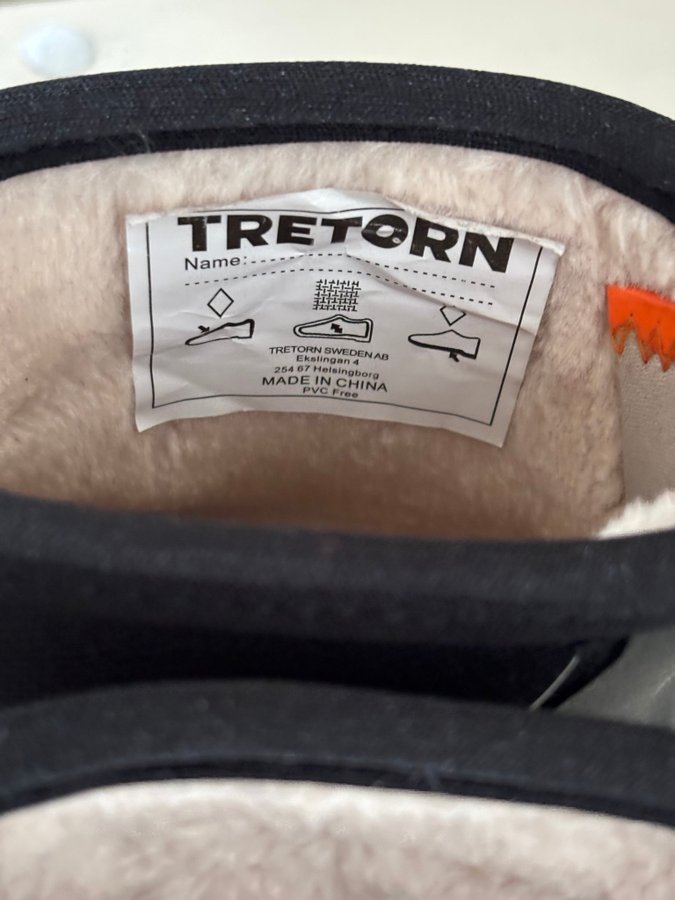 TRETORN
Name:
TRETORN SWEDEN AB
Ekslingan 4
254 67 Helsingborg
MADE IN CHINA
PVC Free